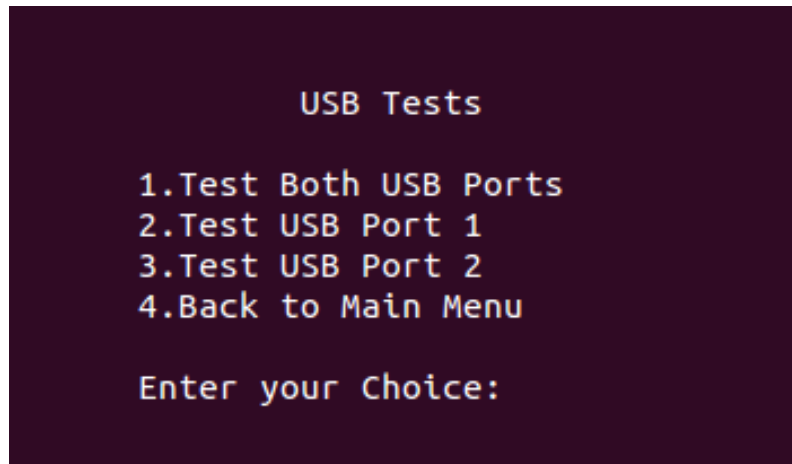 USB Tests
1.Test Both USB Ports
2.Test USB Port 1
3.Test USB Port 2
4.Back to Main Menu
Enter your Choice: